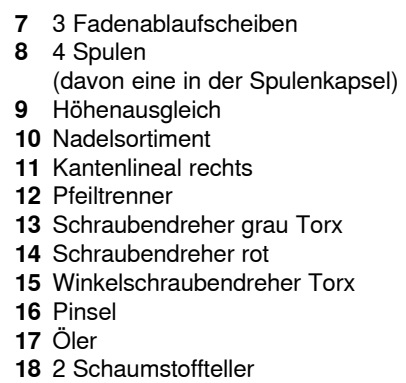 7 3 Fadenablaufscheiben
8 4 Spulen
(davon eine in der Spulenkapsel)
9 Höhenausgleich
10 Nadelsortiment
11 Kantenlineal rechts
12 Pfeiltrenner
13 Schraubendreher grau Torx
14 Schraubendreher rot
15 Winkelschraubendreher Torx
16 Pinsel
17 Öler
18 2 Schaumstoffteller